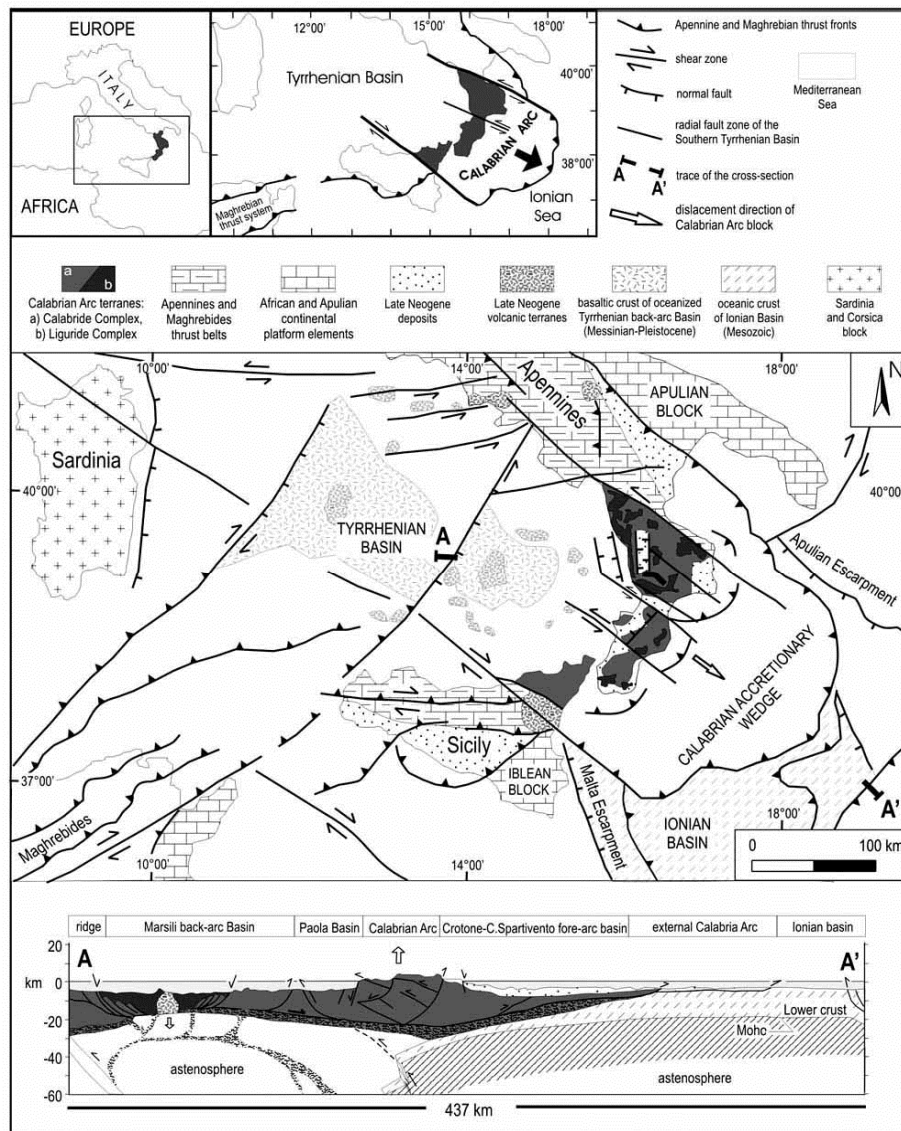 EUROPE
ITALY
AFRICA
12°00'
15°00'
18°00'
40°00'
38°00'
Tyrrhenian Basin
CALABRIAN ARC
Ionian
Sea
Maghrebian
thrust system
Apennine and Maghrebian thrust fronts
shear zone
normal fault
Mediterranean
Sea
radial fault zone of the
Southern Tyrrhenian Basin
A
A'
trace of the cross-section
dislacement direction of
Calabrian Arc block
a
b
Calabrian Arc terranes:
a) Calabride Complex,
b) Liguride Complex
Apennines and
Maghrebides
thrust belts
African and Apulian
continental
platform elements
Late Neogene
deposits
Late Neogene
volcanic terranes
basaltic crust of oceanized
Tyrrhenian back-arc Basin
(Messinian-Pleistocene)
oceanic crust
of Ionian Basin
(Mesozoic)
Sardinia
and Corsica
block
10°00'
14°00'
18°00'
N
Apennines
APULIAN
BLOCK
Sardinia
40°00'
40°00'
TYRRHENIAN
BASIN
A
Apulian Escarpment
CALABRIAN ACCRETIONARY
WEDGE
Sicily
IBLEAN
BLOCK
Malta Escarpment
37°00'
Maghrebides
IONIAN
BASIN
18°00'
A'
0
100 km
10°00'
14°00'
ridge
Marsili back-arc Basin
Paola Basin
Calabrian Arc
Crotone-C.Spartivento fore-arc basin
external Calabria Arc
Ionian basin
20
A
A'
km
0
-20
-40
-60
Lower crust
Moho
astenosphere
astenosphere
437 km